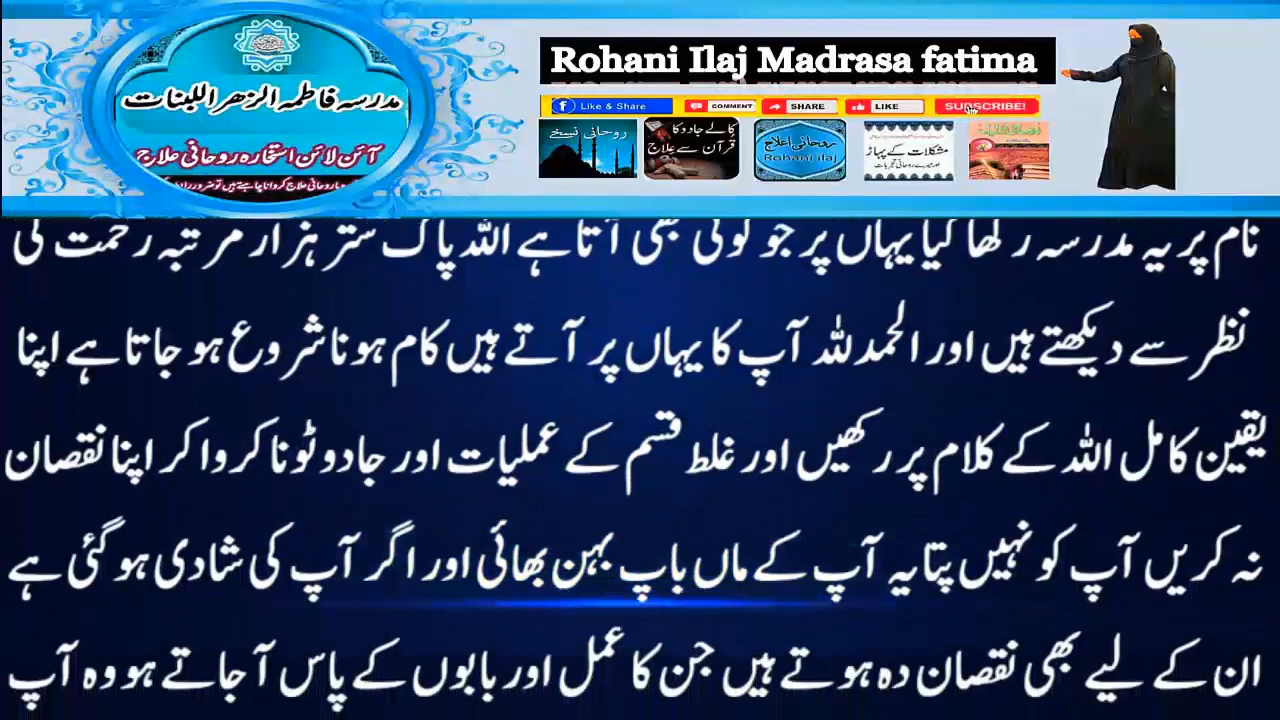 مدرسہ فاطمہ الزھرا للبنات
آئن لائن استخارہ روحانی علاج
Rohani Ilaj Madrasa fatima
Like & Share
COMMENT
SHARE
LIKE
SUBSCRIBE!
روحانی نسخ
کالے جادو کا
قرآن سے علاج
روحانی علاج
Rohani ilaj
مشکلات کے پہاڑ
نام پر یہ مدرسہ رکھا گیا یہاں پر جو کوئی بھی آتا ہے اللہ پاک ستر ہزار مرتبہ رحمت کی
نظر سے دیکھتے ہیں اور الحمدللہ آپ کا یہاں پر آتے ہیں کام ہونا شروع ہو جاتا ہے اپنا
یقین کامل اللہ کے کلام پر رکھیں اور غلط قسم کے عملیات اور جادو ٹونا کروا کر اپنا نقصان
نہ کریں آپ کو نہیں پتا یہ آپ کے ماں باپ بہن بھائی اور اگر آپ کی شادی ہو گئی ہے
ان کے لیے بھی نقصان دہ ہوتے ہیں جن کا عمل اور بابوں کے پاس آ جاتے ہو وہ آپ